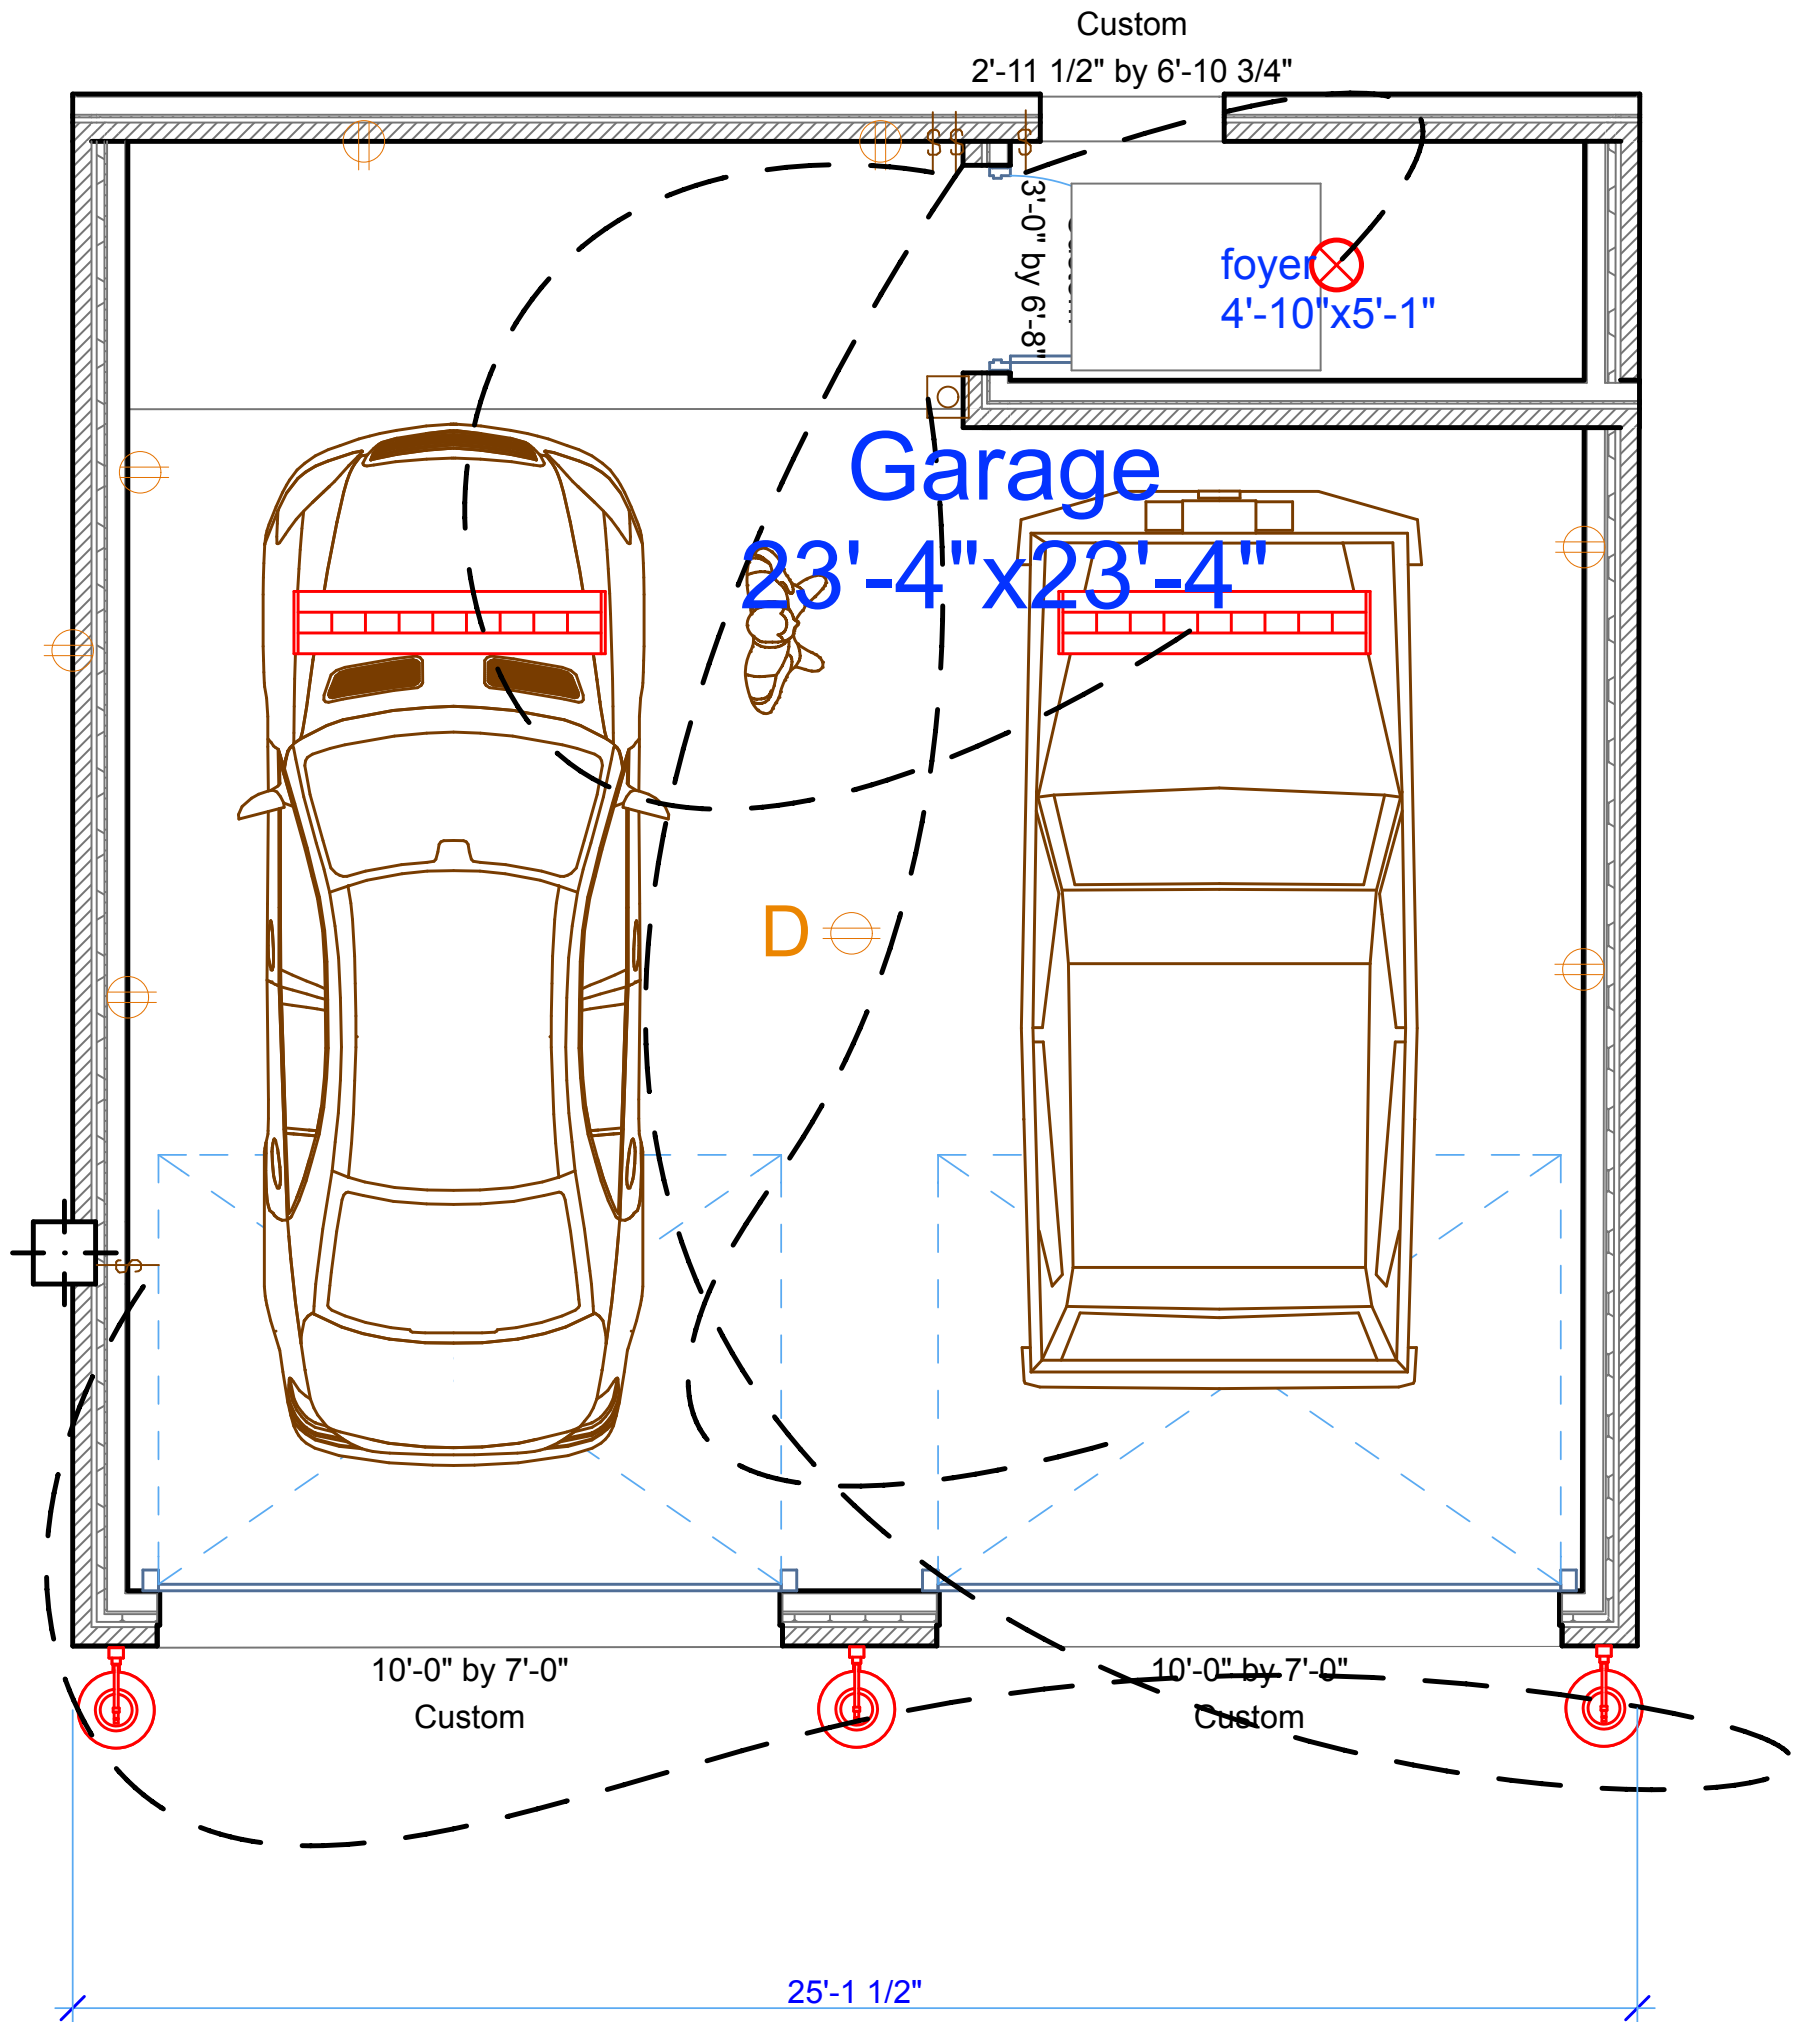 Custom
2'-11 1/2" by 6'-10 3/4"
$ $ $
3'-0" by 6'-8"
foyer
4'-10"x5'-1"
Garage
23'-4"x23'-4"
D
$
10'-0" by 7'-0"
Custom
10'-0" by 7'-0"
Custom
25'-1 1/2"